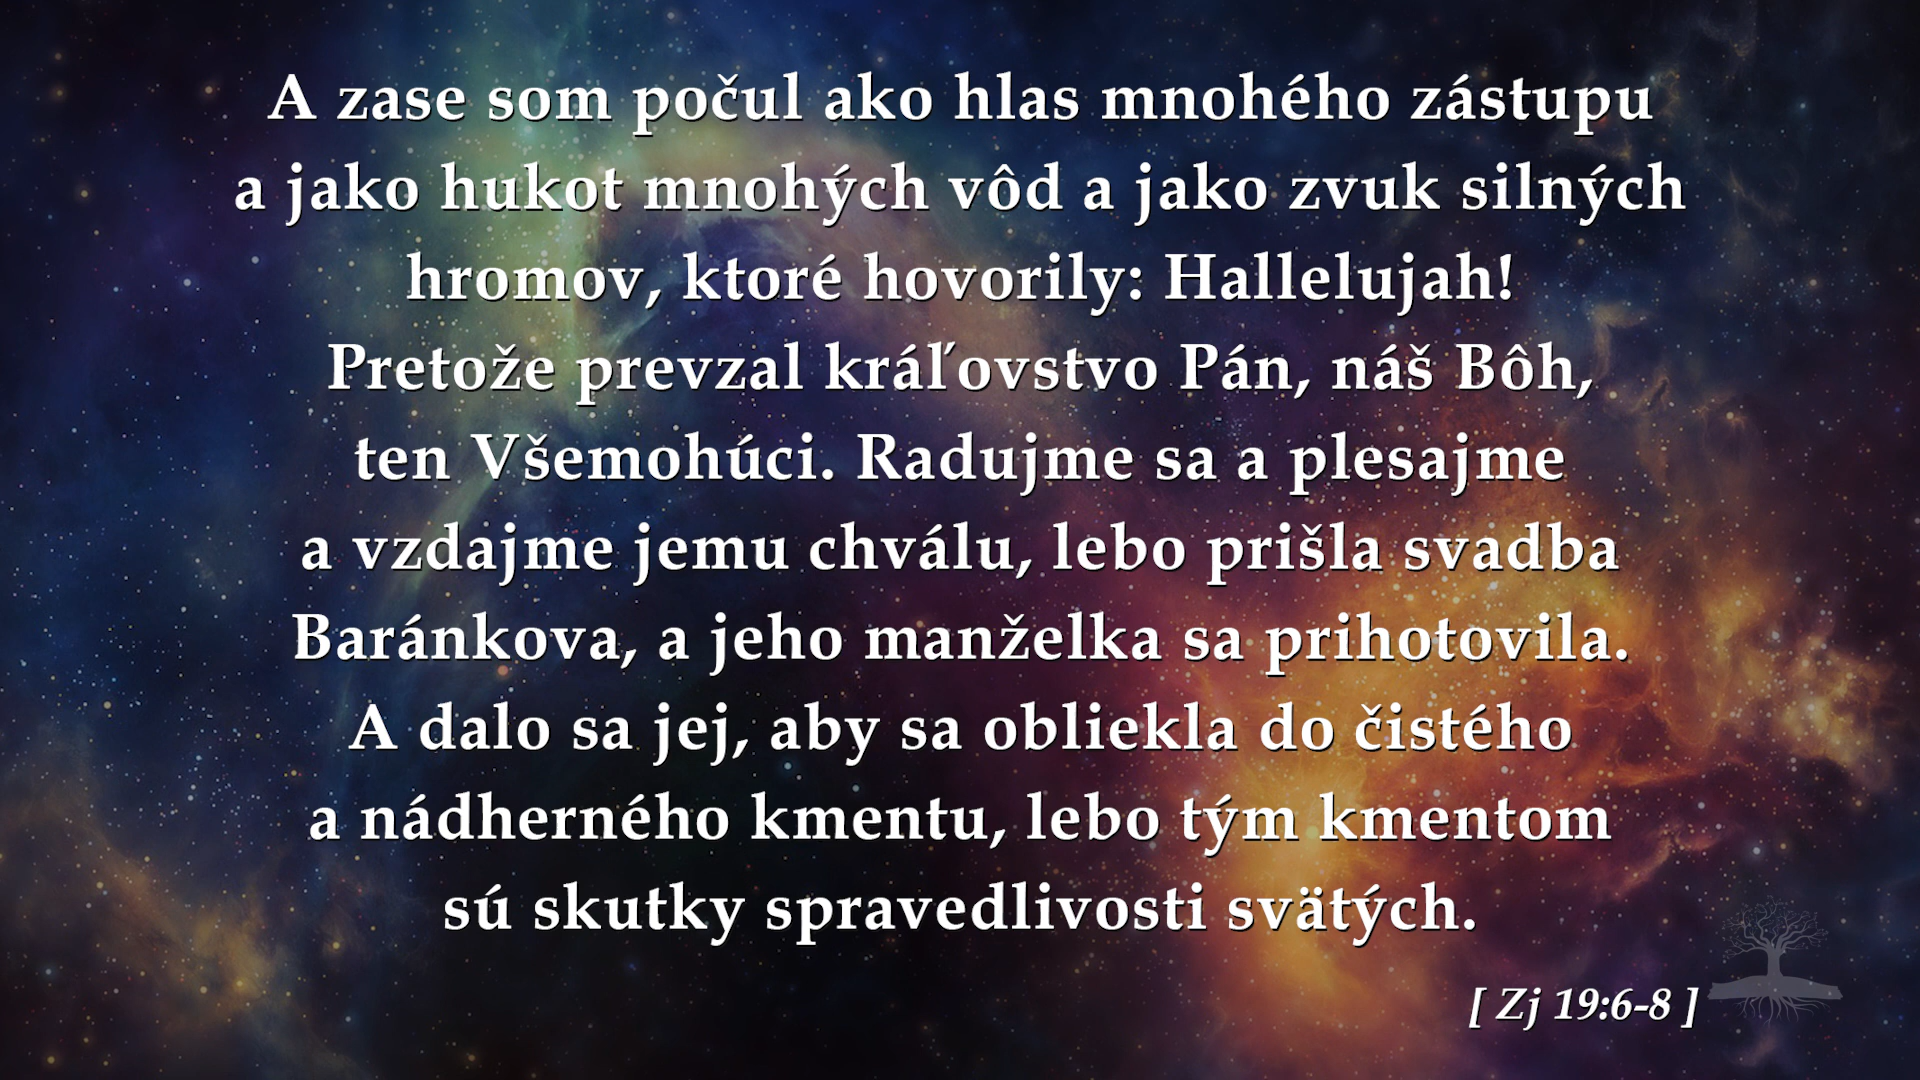 A zase som počul ako hlas mnohého zástupu
a jako hukot mnohých vôd a jako zvuk silných
hromov, ktoré hovorily: Hallelujah!
Pretože prevzal kráľovstvo Pán, náš Bôh,
ten Všemohúci. Radujme sa a plesajme
a vzdajme jemu chválu, lebo prišla svadba
Baránkova, a jeho manželka sa prihotovila.
A dalo sa jej, aby sa obliekla do čistého
a nádherného kmentu, lebo tým kmentom
sú skutky spravedlivosti svätých.
[ Zj 19:6-8 ]